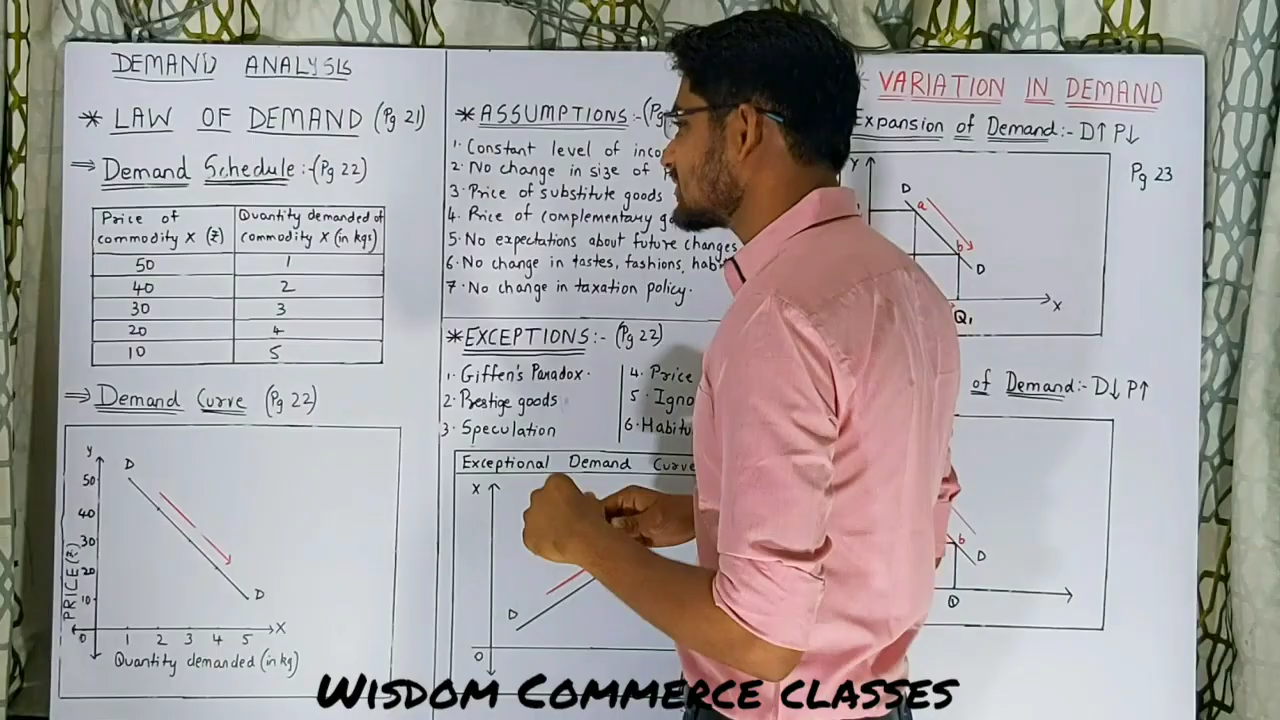 DEMAND ANALYSIS
* LAW OF DEMAND (Pg 21)
⇒ Demand Schedule :-(Pg 22)
Price of commodity X (₹) Quantity demanded of commodity X (in kgs)
50 1
40 2
30 3
20 4
10 5
⇒ Demand Curve (Pg 22)
Y
50
40
30
20
10
0
PRICE (₹)
D
D
1 2 3 4 5 X
Quantity demanded (in kg)
* ASSUMPTIONS :-
1. Constant level of
2. No change in size of
3. Price of substitute goods
4. Price of complementary
5. No expectations about future changes
6. No change in tastes, fashions,
7. No change in taxation policy.
* EXCEPTIONS :- (Pg 22)
1. Giffen's Paradox.
2. Prestige goods
3. Speculation
4. Price
5.
6.
Exceptional Demand Curve
X
D
O
VARIATION IN DEMAND
Expansion of Demand :- D↑ P↓
Pg 23
Y
D
a
b
D
X
Q₁
of Demand :- D↓ P↑
b
D
Q
WISDOM COMMERCE CLASSES